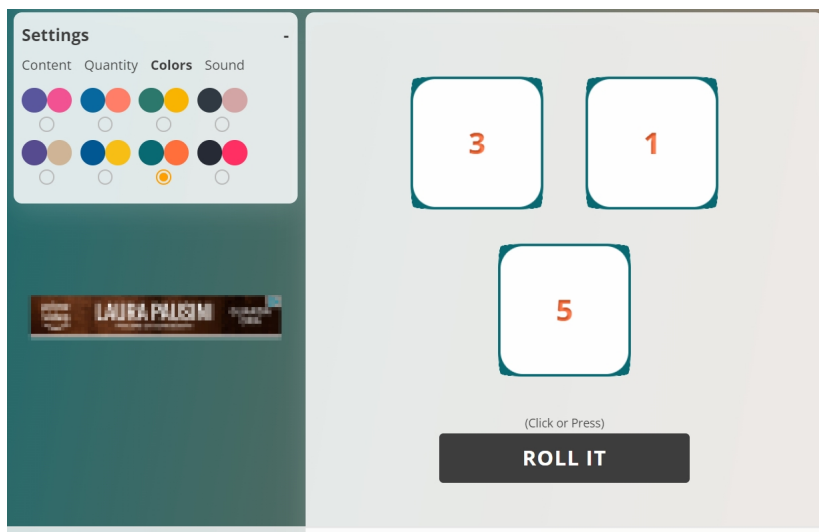 Settings -
Content Quantity Colors Sound
LAURA PAUSINI
3 1
5
(Click or Press)
ROLL IT